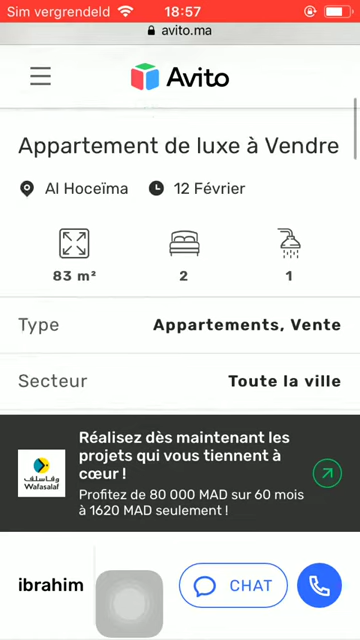 Sim vergrendeld 18:57
avito.ma
Avito
Appartement de luxe à Vendre
Al Hoceïma 12 Février
83 m² 2 1
Type Appartements, Vente
Secteur Toute la ville
Réalisez dès maintenant les
projets qui vous tiennent à
cœur !
Profitez de 80 000 MAD sur 60 mois
à 1620 MAD seulement !
وفاسلف
Wafasalaf
ibrahim CHAT